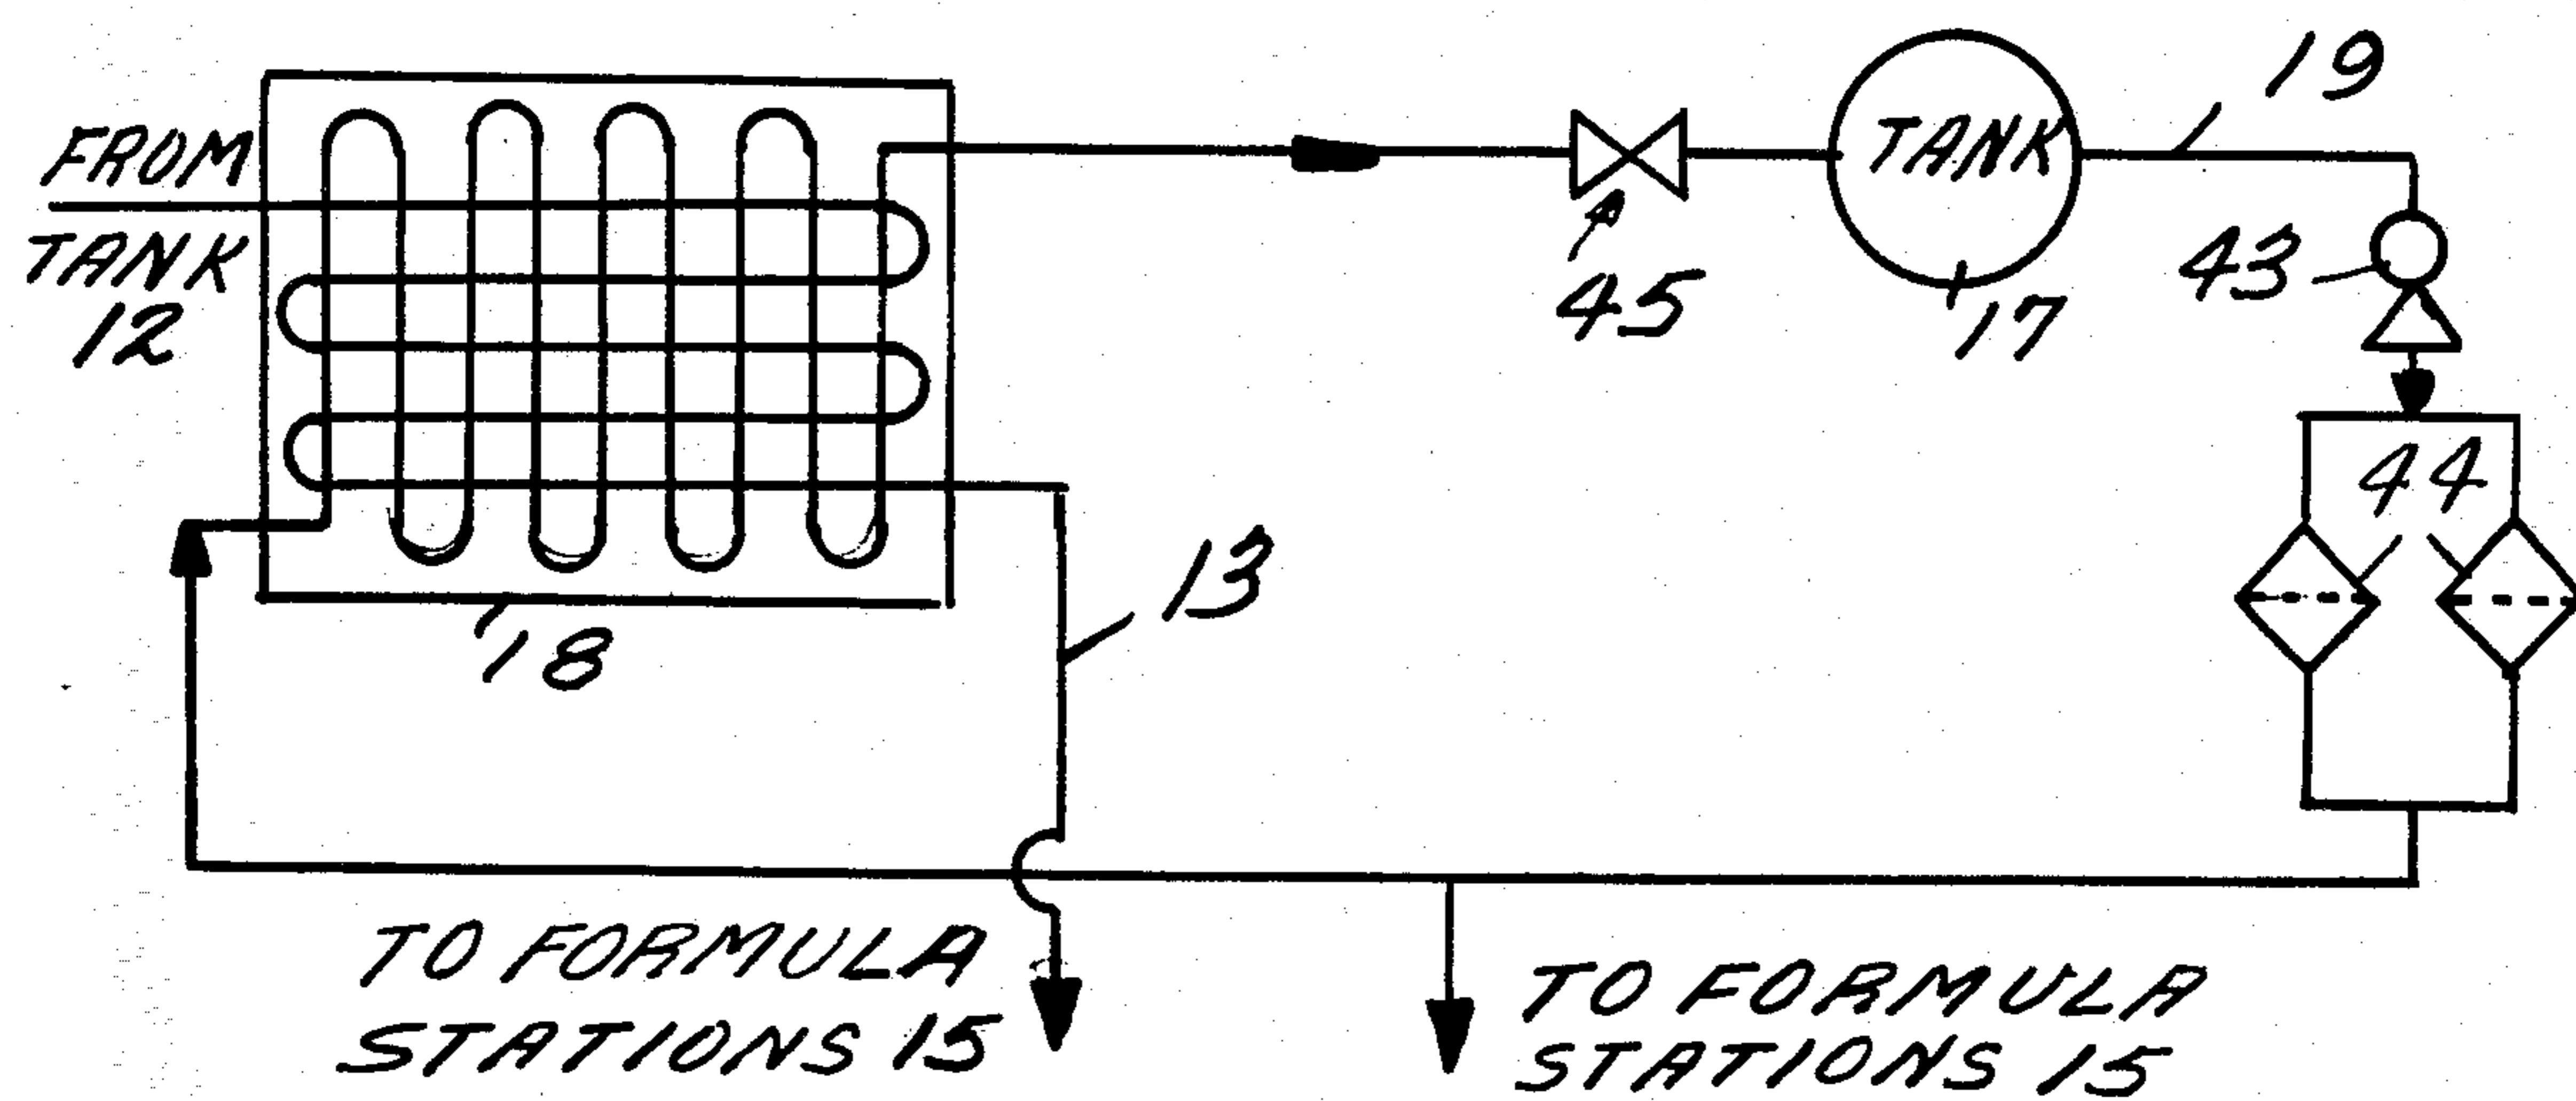 FROM
TANK
12
18
13
45
TANK
17
19
43
44
TO FORMULA
STATIONS 15
TO FORMULA
STATIONS 15